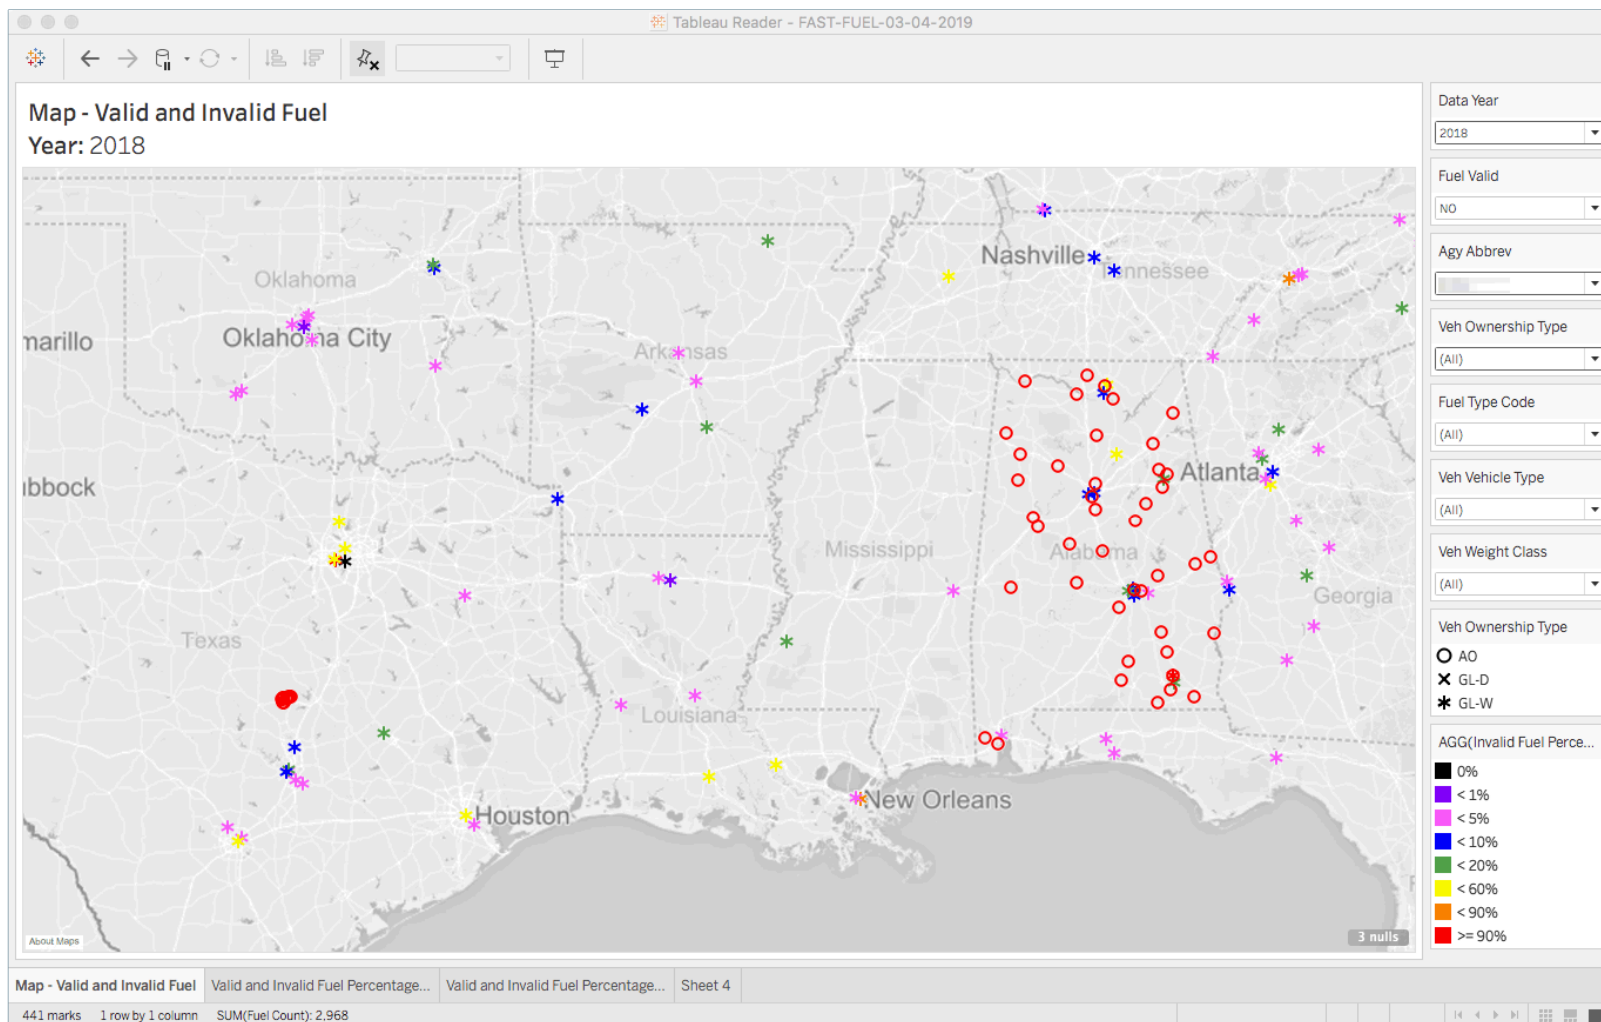 Tableau Reader - FAST-FUEL-03-04-2019
Map - Valid and Invalid Fuel
Year: 2018
Nashville
Tennessee
Oklahoma
Oklahoma City
marillo
Arkansas
bbock
Atlanta
Mississippi
Alabama
Georgia
Texas
Louisiana
Houston
New Orleans
About Maps
3 nulls
Data Year
2018
Fuel Valid
NO
Agy Abbrev
Veh Ownership Type
(All)
Fuel Type Code
(All)
Veh Vehicle Type
(All)
Veh Weight Class
(All)
Veh Ownership Type
AO
GL-D
GL-W
AGG(Invalid Fuel Perce...
0%
< 1%
< 5%
< 10%
< 20%
< 60%
< 90%
>= 90%
Map - Valid and Invalid Fuel Valid and Invalid Fuel Percentage... Valid and Invalid Fuel Percentage... Sheet 4
441 marks 1 row by 1 column SUM(Fuel Count): 2,968